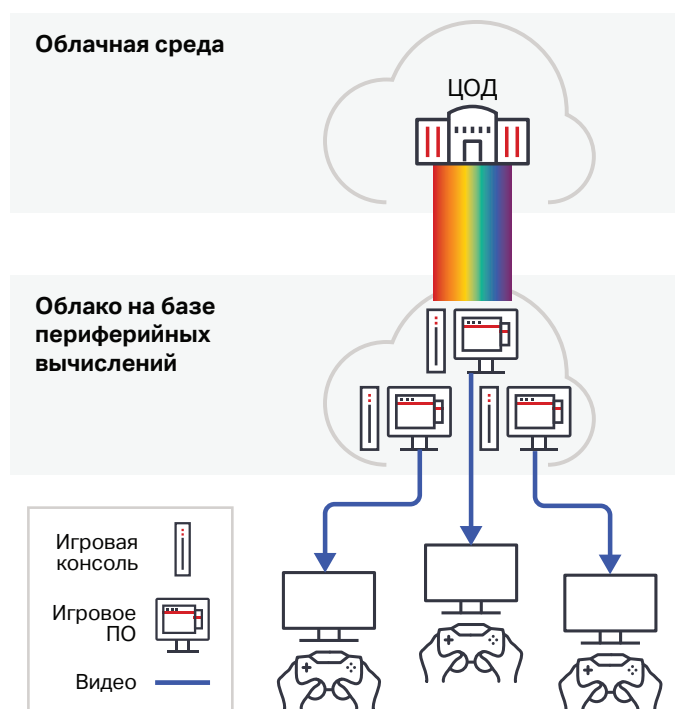 Облачная среда
ЦОД
Облако на базе
периферийных
вычислений
Игровая
консоль
Игровое
ПО
Видео